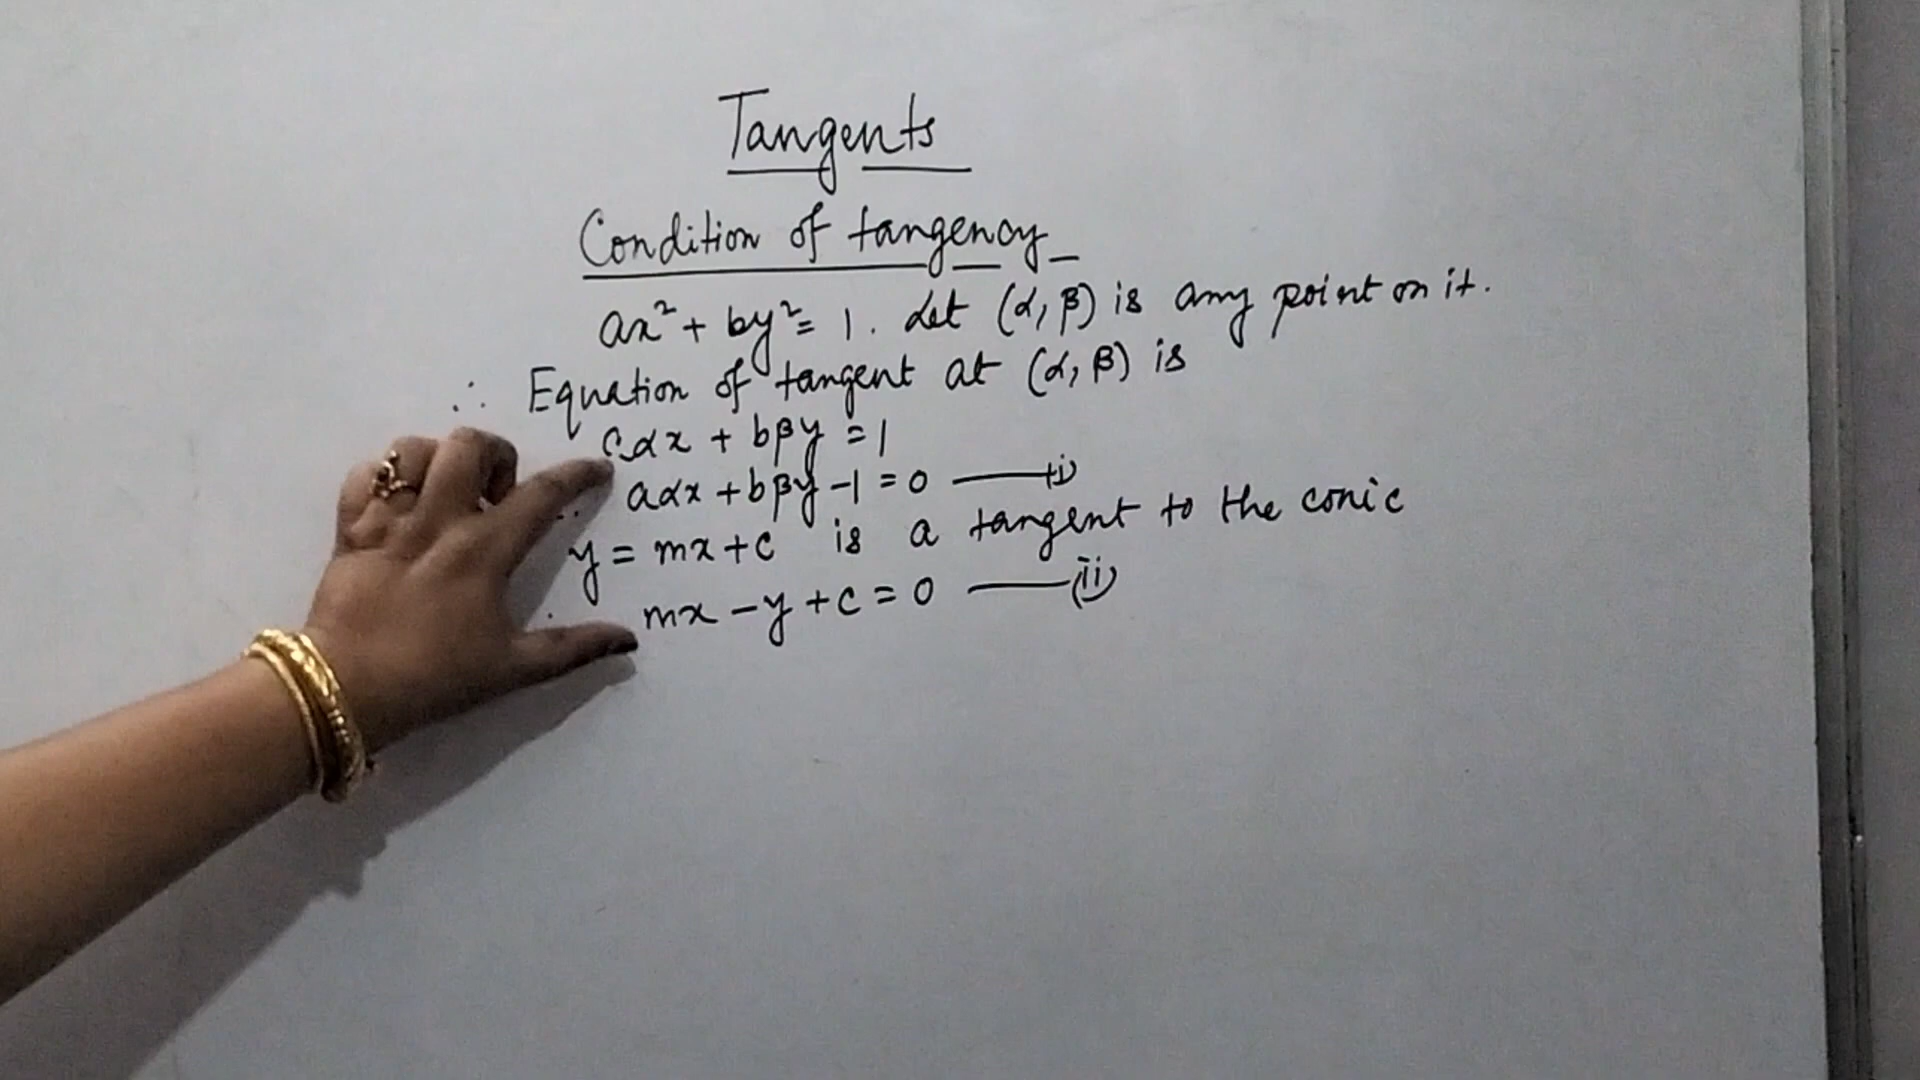 Tangents
Condition of tangency
ax² + by² = 1. Let (α, β) is any point on it.
∴ Equation of tangent at (α, β) is
aαx + bβy = 1
∴ aαx + bβy - 1 = 0 —— (i)
y = mx + c is a tangent to the conic
mx - y + c = 0 —— (ii)